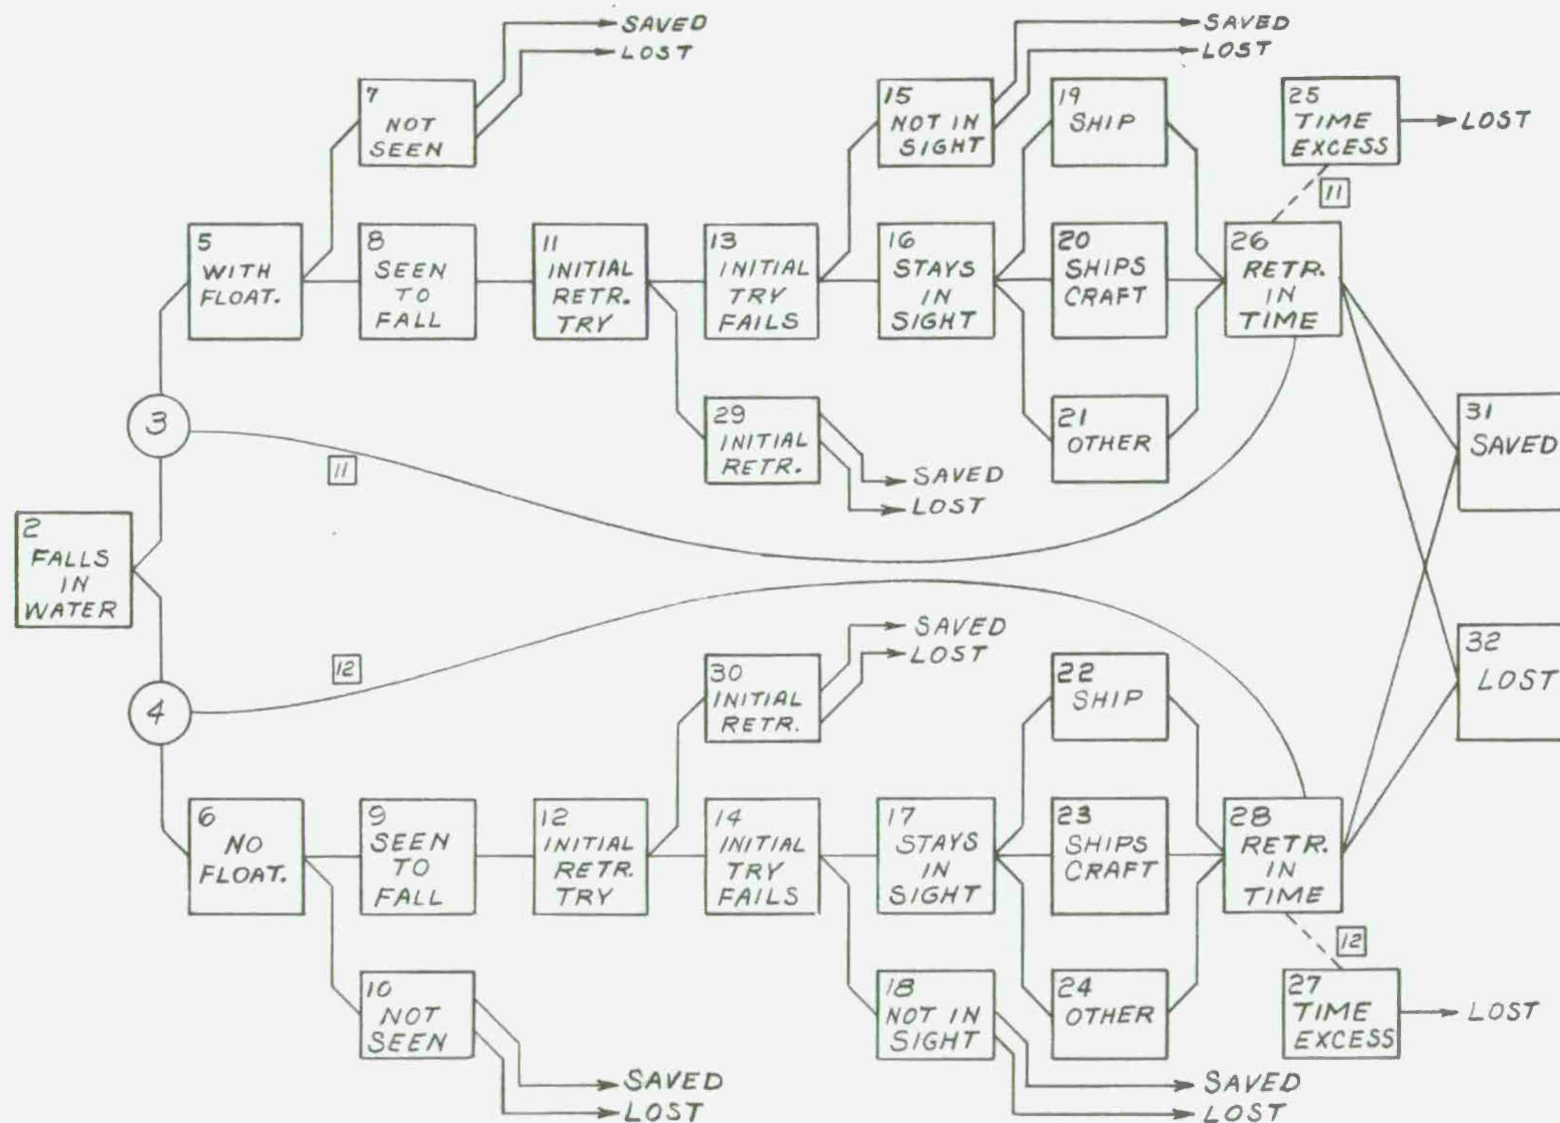 SAVED
LOST
7
NOT
SEEN
SAVED
LOST
15
NOT IN
SIGHT
19
SHIP
25
TIME
EXCESS
LOST
11
5
WITH
FLOAT.
8
SEEN
TO
FALL
11
INITIAL
RETR.
TRY
13
INITIAL
TRY
FAILS
16
STAYS
IN
SIGHT
20
SHIPS
CRAFT
26
RETR.
IN
TIME
3
11
29
INITIAL
RETR.
SAVED
LOST
21
OTHER
31
SAVED
2
FALLS
IN
WATER
4
12
30
INITIAL
RETR.
SAVED
LOST
22
SHIP
32
LOST
6
NO
FLOAT.
9
SEEN
TO
FALL
12
INITIAL
RETR.
TRY
14
INITIAL
TRY
FAILS
17
STAYS
IN
SIGHT
23
SHIPS
CRAFT
28
RETR.
IN
TIME
12
10
NOT
SEEN
SAVED
LOST
18
NOT IN
SIGHT
SAVED
LOST
24
OTHER
27
TIME
EXCESS
LOST